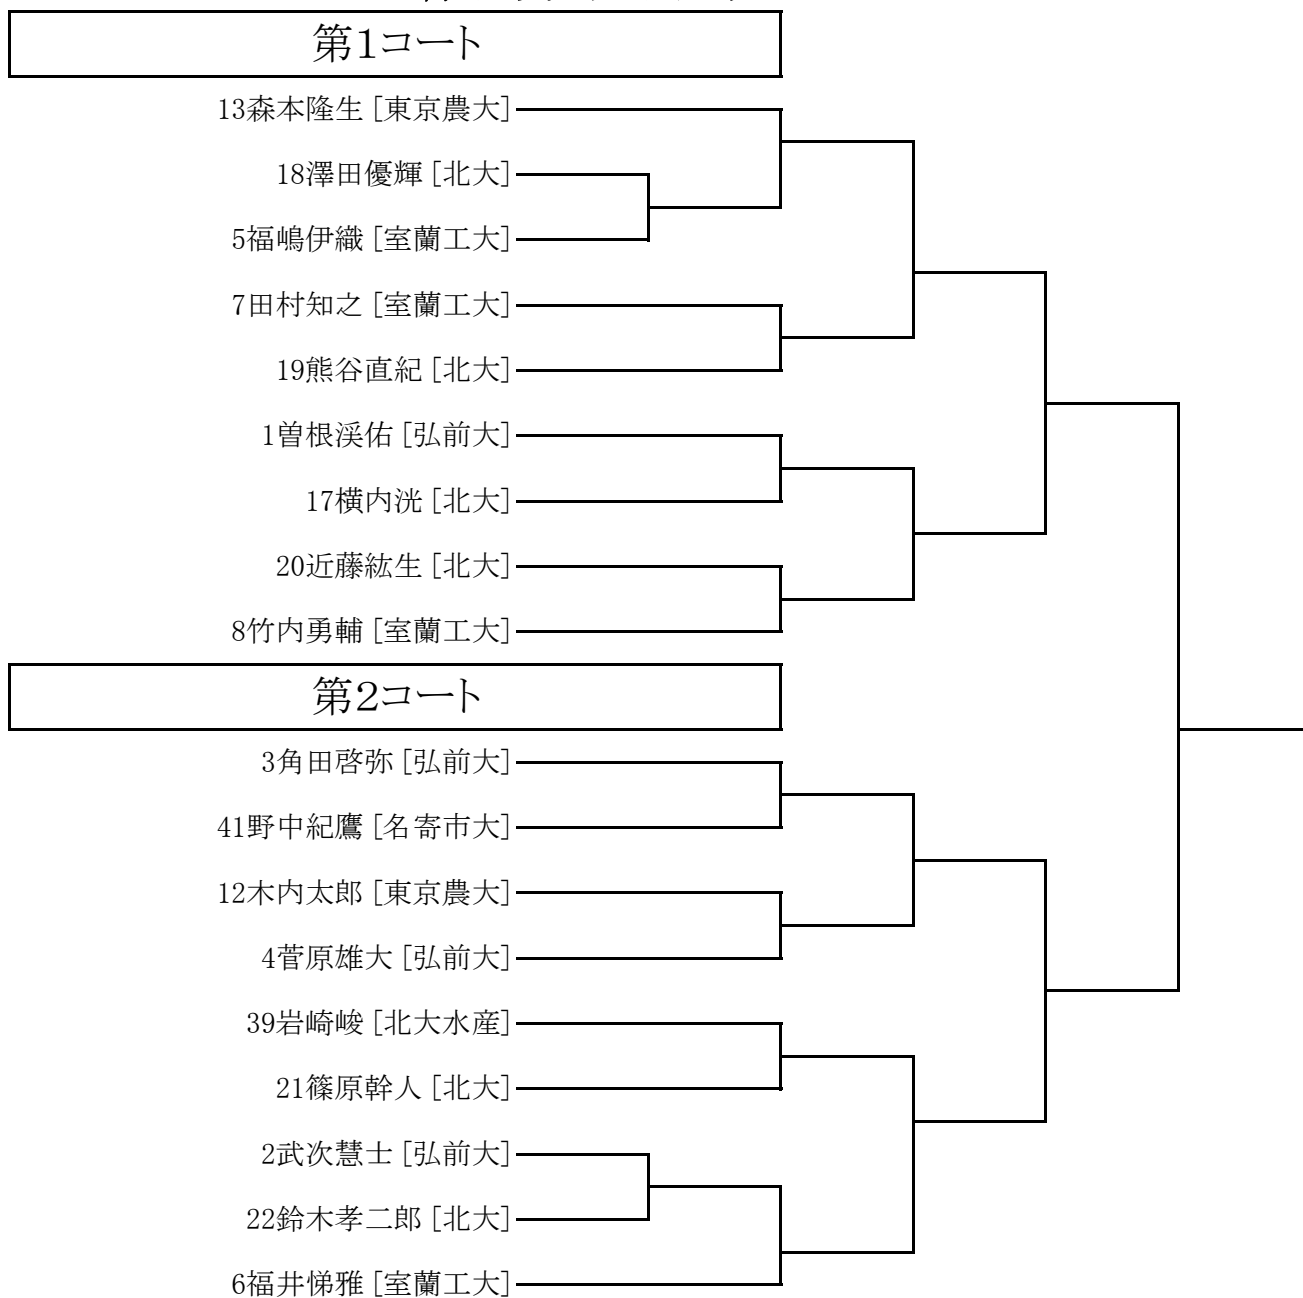 第1コート
13森本隆生 [東京農大]
18澤田優輝 [北大]
5福嶋伊織 [室蘭工大]
7田村知之 [室蘭工大]
19熊谷直紀 [北大]
1曽根渓佑 [弘前大]
17横内洸 [北大]
20近藤紘生 [北大]
8竹内勇輔 [室蘭工大]
第2コート
3角田啓弥 [弘前大]
41野中紀鷹 [名寄市大]
12木内太郎 [東京農大]
4菅原雄大 [弘前大]
39岩崎峻 [北大水産]
21篠原幹人 [北大]
2武次慧士 [弘前大]
22鈴木孝二郎 [北大]
6福井悌雅 [室蘭工大]